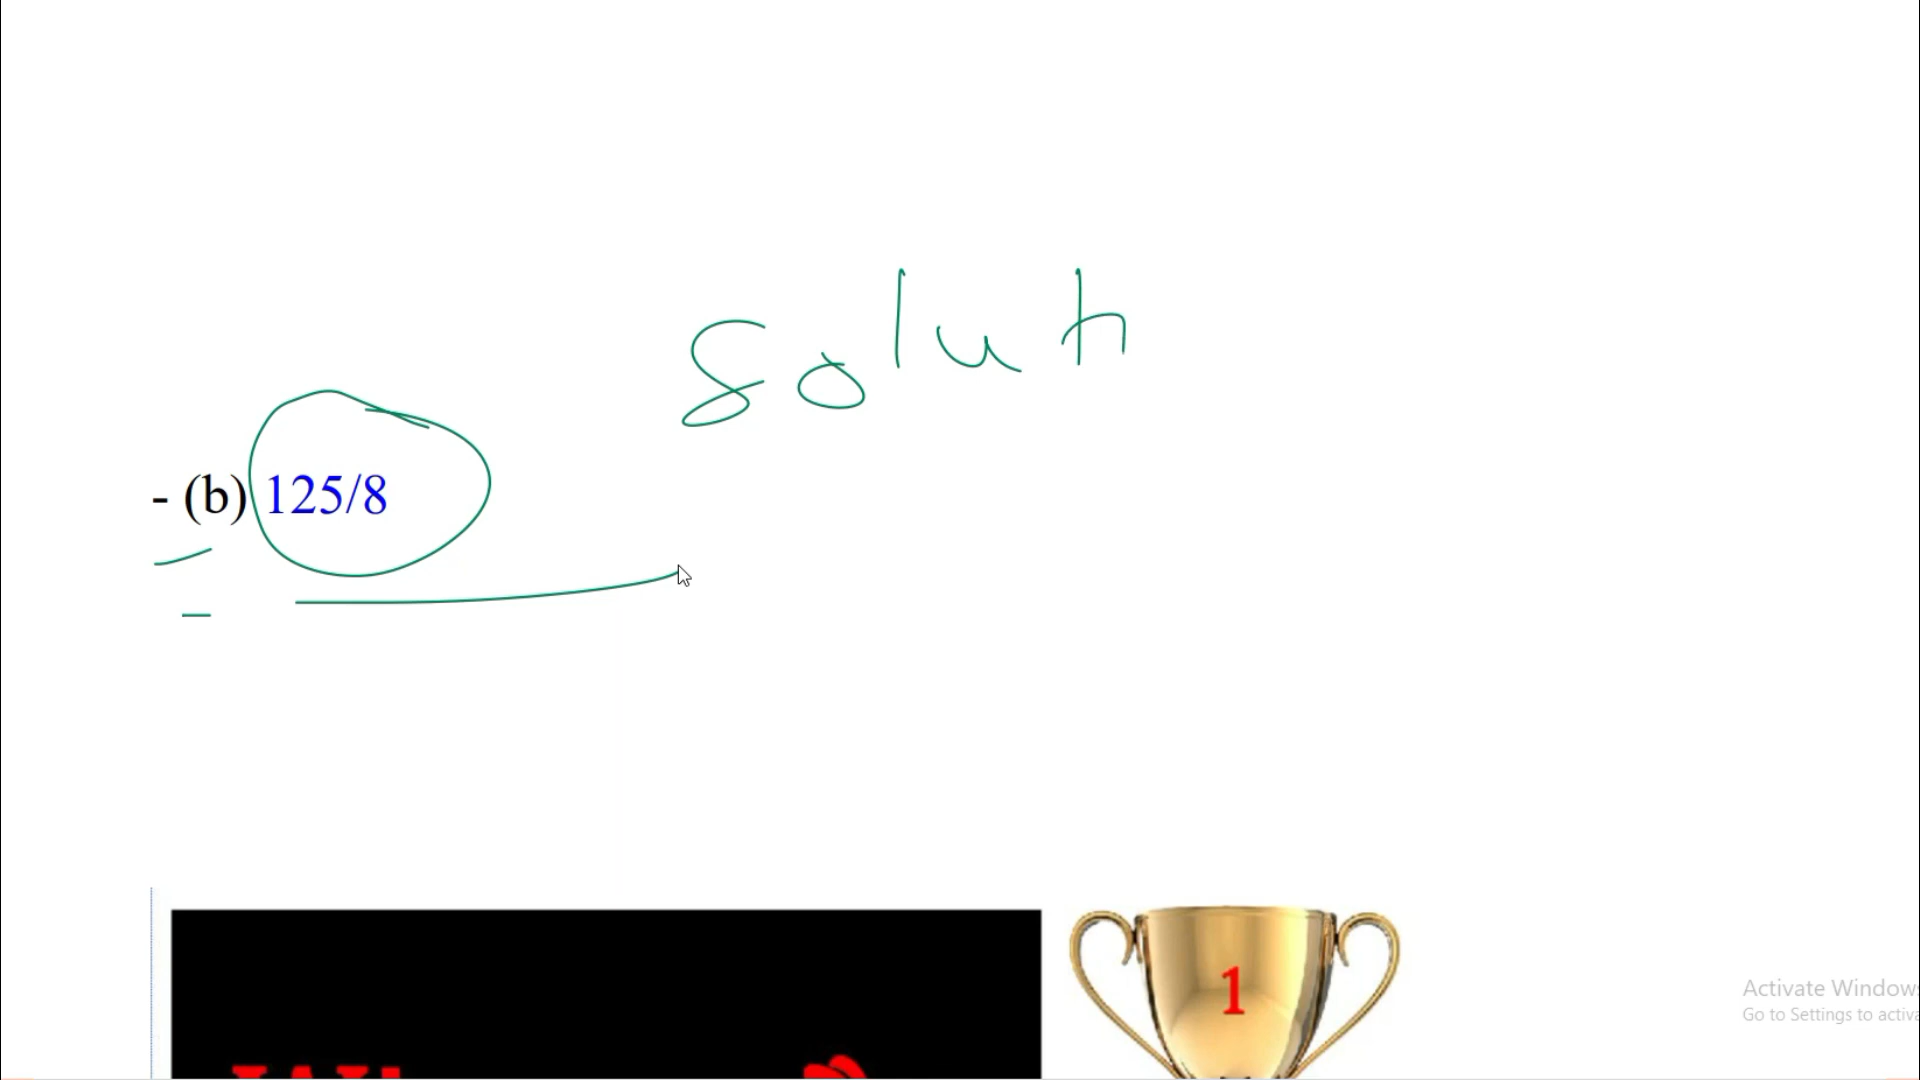 Solut
- (b) 125/8
1
Activate Windows
Go to Settings to activa